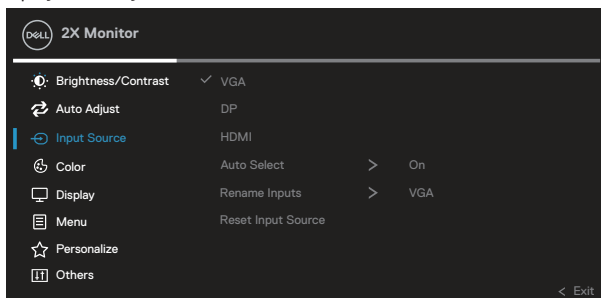 DELL 2X Monitor
Brightness/Contrast ✓ VGA
Auto Adjust DP
Input Source HDMI
Color Auto Select > On
Display Rename Inputs > VGA
Menu Reset Input Source
Personalize
Others
< Exit